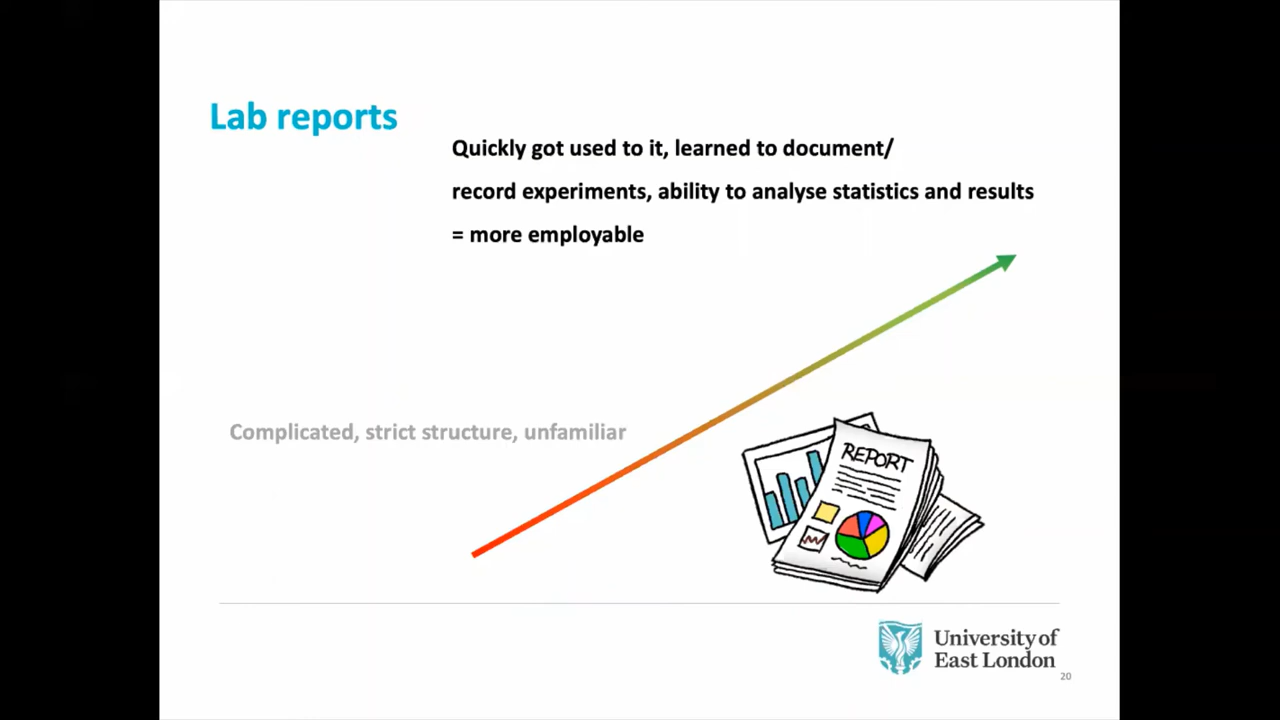 Lab reports
Quickly got used to it, learned to document/
record experiments, ability to analyse statistics and results
= more employable
Complicated, strict structure, unfamiliar
REPORT
University of
East London
20